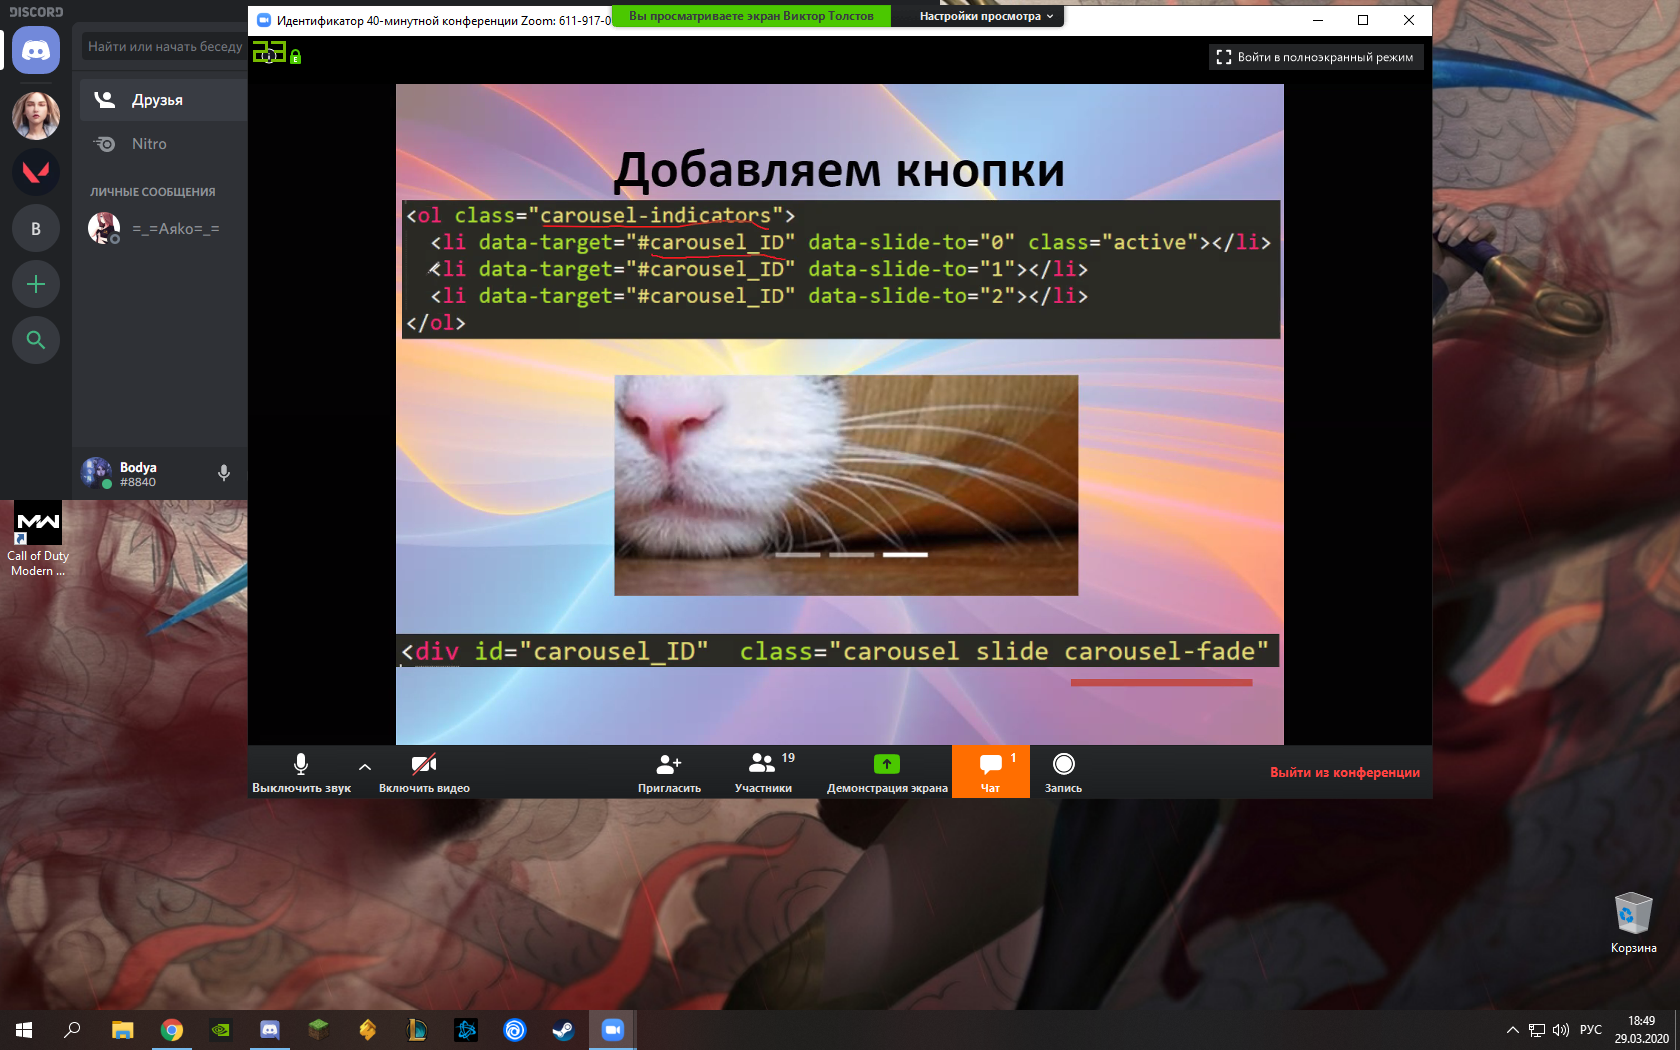 DISCORD
Найти или начать беседу
Друзья
Nitro
ЛИЧНЫЕ СООБЩЕНИЯ
=_=Аяко=_=
B
Bodya
#8840
MW
Call of Duty
Modern ...
Идентификатор 40-минутной конференции Zoom: 611-917-0
Вы просматриваете экран Виктор Толстов
Настройки просмотра
Войти в полноэкранный режим
Добавляем кнопки
<ol class="carousel-indicators">
<li data-target="#carousel_ID" data-slide-to="0" class="active"></li>
<li data-target="#carousel_ID" data-slide-to="1"></li>
<li data-target="#carousel_ID" data-slide-to="2"></li>
</ol>
<div id="carousel_ID" class="carousel slide carousel-fade"
Выключить звук
Включить видео
Пригласить
19
Участники
Демонстрация экрана
1
Чат
Запись
Выйти из конференции
Корзина
РУС
18:49
29.03.2020